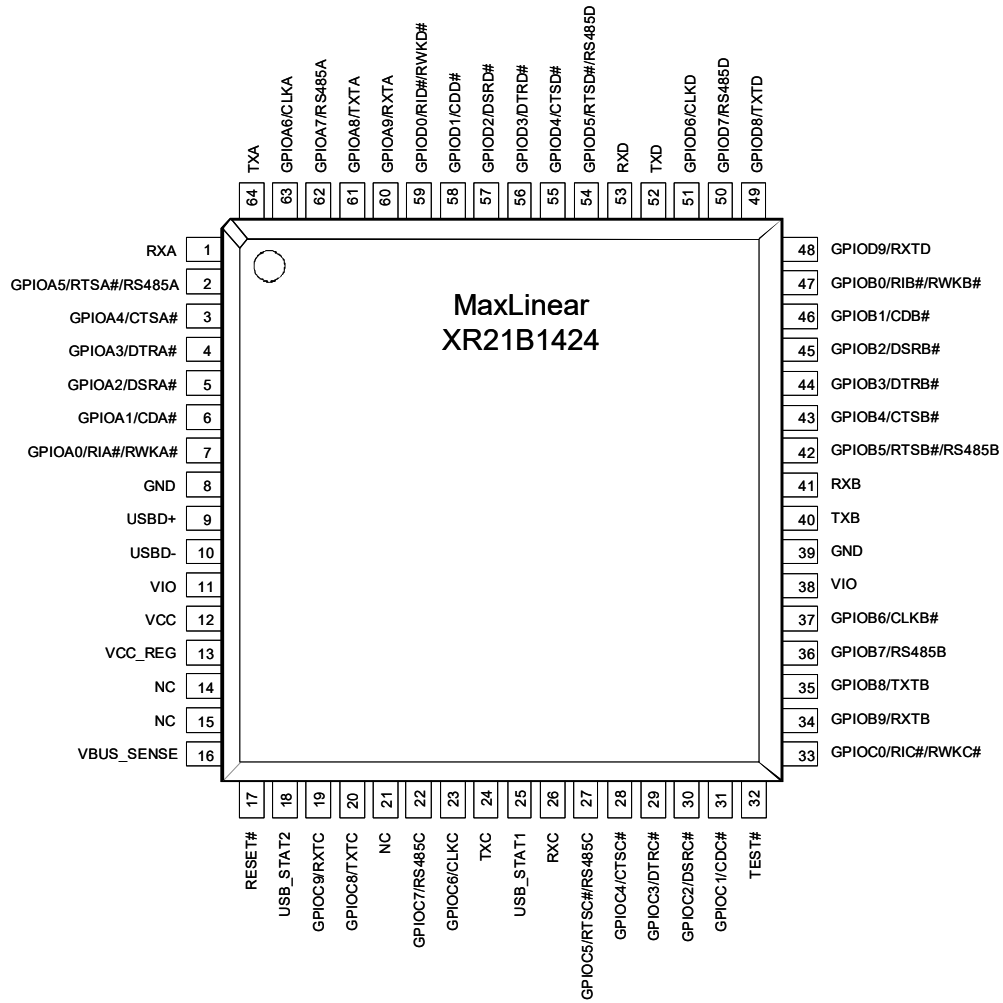 TXA
GPIOA6/CLKA
GPIOA7/RS485A
GPIOA8/TXTA
GPIOA9/RXTA
GPIOD0/RID#/RWKD#
GPIOD1/CDD#
GPIOD2/DSRD#
GPIOD3/DTRD#
GPIOD4/CTSD#
GPIOD5/RTSD#/RS485D
RXD
TXD
GPIOD6/CLKD
GPIOD7/RS485D
GPIOD8/TXTD
64
63
62
61
60
59
58
57
56
55
54
53
52
51
50
49
MaxLinear
XR21B1424
RXA 1
GPIOA5/RTSA#/RS485A 2
GPIOA4/CTSA# 3
GPIOA3/DTRA# 4
GPIOA2/DSRA# 5
GPIOA1/CDA# 6
GPIOA0/RIA#/RWKA# 7
GND 8
USBD+ 9
USBD- 10
VIO 11
VCC 12
VCC_REG 13
NC 14
NC 15
VBUS_SENSE 16
48 GPIOD9/RXTD
47 GPIOB0/RIB#/RWKB#
46 GPIOB1/CDB#
45 GPIOB2/DSRB#
44 GPIOB3/DTRB#
43 GPIOB4/CTSB#
42 GPIOB5/RTSB#/RS485B
41 RXB
40 TXB
39 GND
38 VIO
37 GPIOB6/CLKB#
36 GPIOB7/RS485B
35 GPIOB8/TXTB
34 GPIOB9/RXTB
33 GPIOC0/RIC#/RWKC#
17
18
19
20
21
22
23
24
25
26
27
28
29
30
31
32
RESET#
USB_STAT2
GPIOC9/RXTC
GPIOC8/TXTC
NC
GPIOC7/RS485C
GPIOC6/CLKC
TXC
USB_STAT1
RXC
GPIOC5/RTSC#/RS485C
GPIOC4/CTSC#
GPIOC3/DTRC#
GPIOC2/DSRC#
GPIOC1/CDC#
TEST#